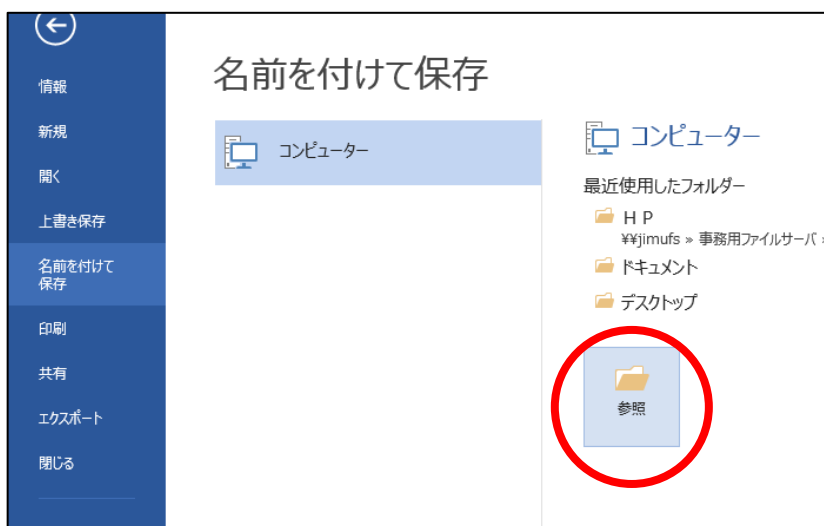 情報
新規
開く
上書き保存
名前を付けて
保存
印刷
共有
エクスポート
閉じる
名前を付けて保存
コンピューター
コンピューター
最近使用したフォルダー
H P
¥¥jimufs » 事務用ファイルサーバ »
ドキュメント
デスクトップ
参照